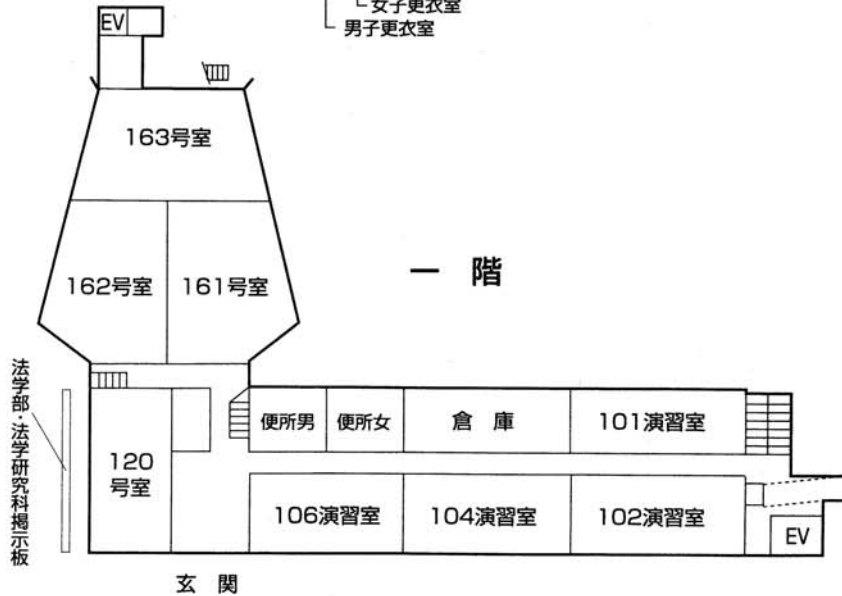 女子更衣室
男子更衣室
EV
163号室
162号室
161号室
一 階
法学部・法学研究科掲示板
120
号室
便所男
便所女
倉 庫
101演習室
106演習室
104演習室
102演習室
EV
玄 関